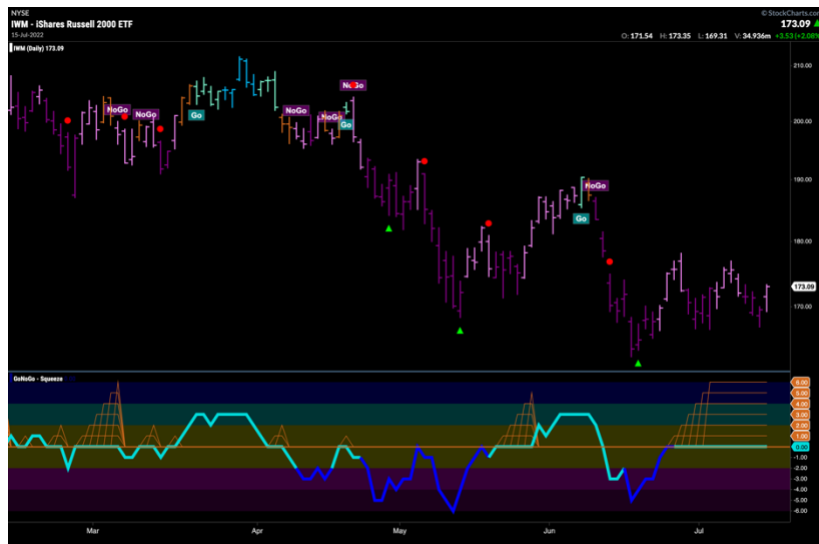 NYSE
© StockCharts.com
IWM - iShares Russell 2000 ETF
173.09
15-Jul-2022
O: 171.54 H: 173.35 L: 169.31 V: 34.936m +3.53 (+2.08%)
IWM (Daily) 173.09
210.00
NoGo
NoGo
NoGo
NoGo
NoGo
Go
Go
200.00
190.00
NoGo
Go
180.00
173.09
170.00
GoNoGo - Squeeze
6.00
5.00
4.00
3.00
2.00
1.00
0.00
-1.00
-2.00
-3.00
-4.00
-5.00
-6.00
Mar Apr May Jun Jul